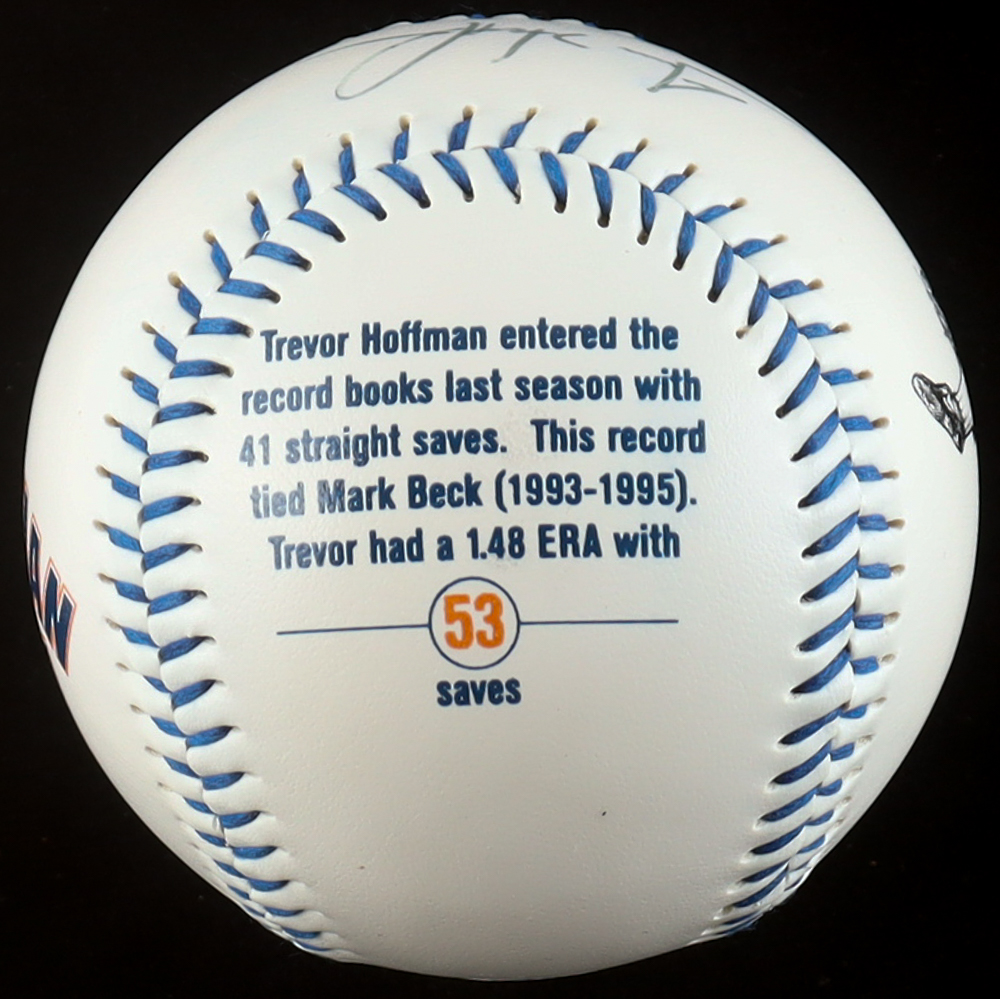 Trevor Hoffman entered the
record books last season with
41 straight saves. This record
tied Mark Beck (1993-1995).
Trevor had a 1.48 ERA with
53
saves